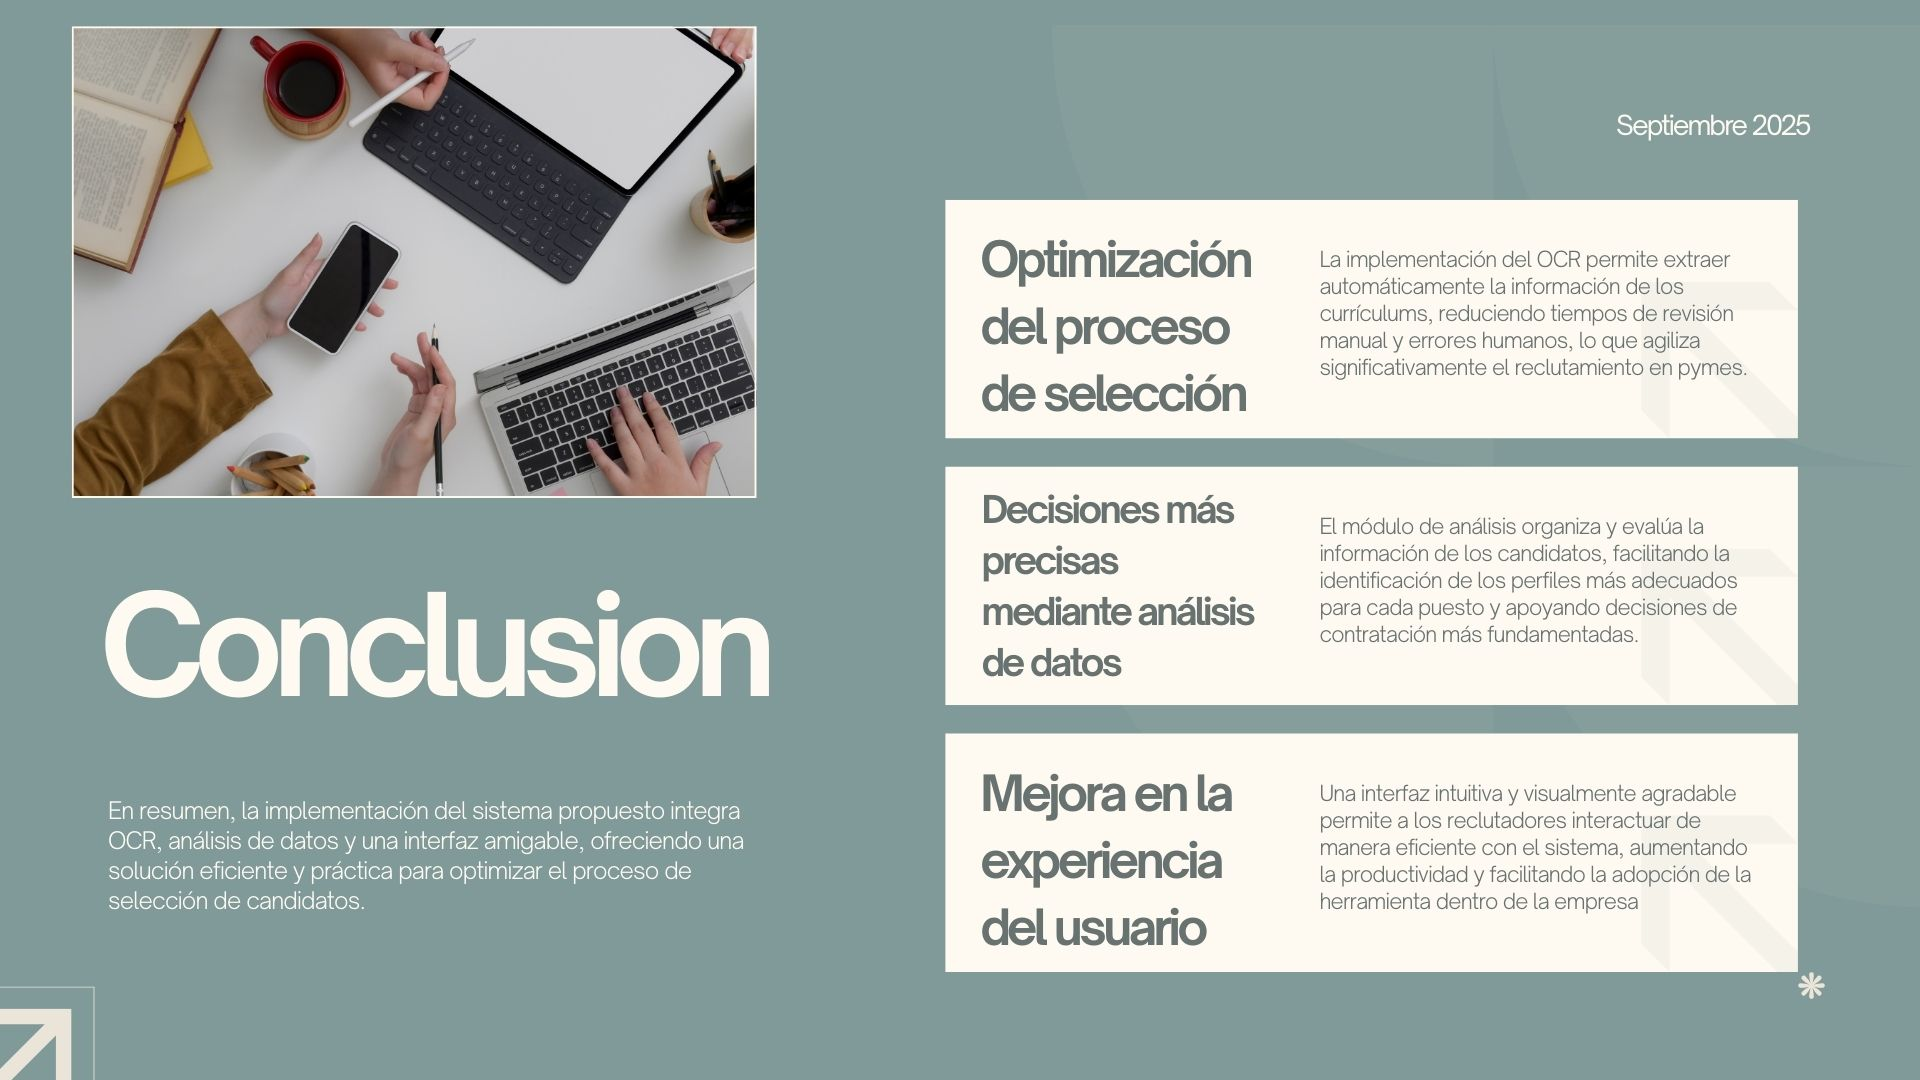 Septiembre 2025
Conclusion
En resumen, la implementación del sistema propuesto integra
OCR, análisis de datos y una interfaz amigable, ofreciendo una
solución eficiente y práctica para optimizar el proceso de
selección de candidatos.
Optimización
del proceso
de selección
La implementación del OCR permite extraer
automáticamente la información de los
currículums, reduciendo tiempos de revisión
manual y errores humanos, lo que agiliza
significativamente el reclutamiento en pymes.
Decisiones más
precisas
mediante análisis
de datos
El módulo de análisis organiza y evalúa la
información de los candidatos, facilitando la
identificación de los perfiles más adecuados
para cada puesto y apoyando decisiones de
contratación más fundamentadas.
Mejora en la
experiencia
del usuario
Una interfaz intuitiva y visualmente agradable
permite a los reclutadores interactuar de
manera eficiente con el sistema, aumentando
la productividad y facilitando la adopción de la
herramienta dentro de la empresa